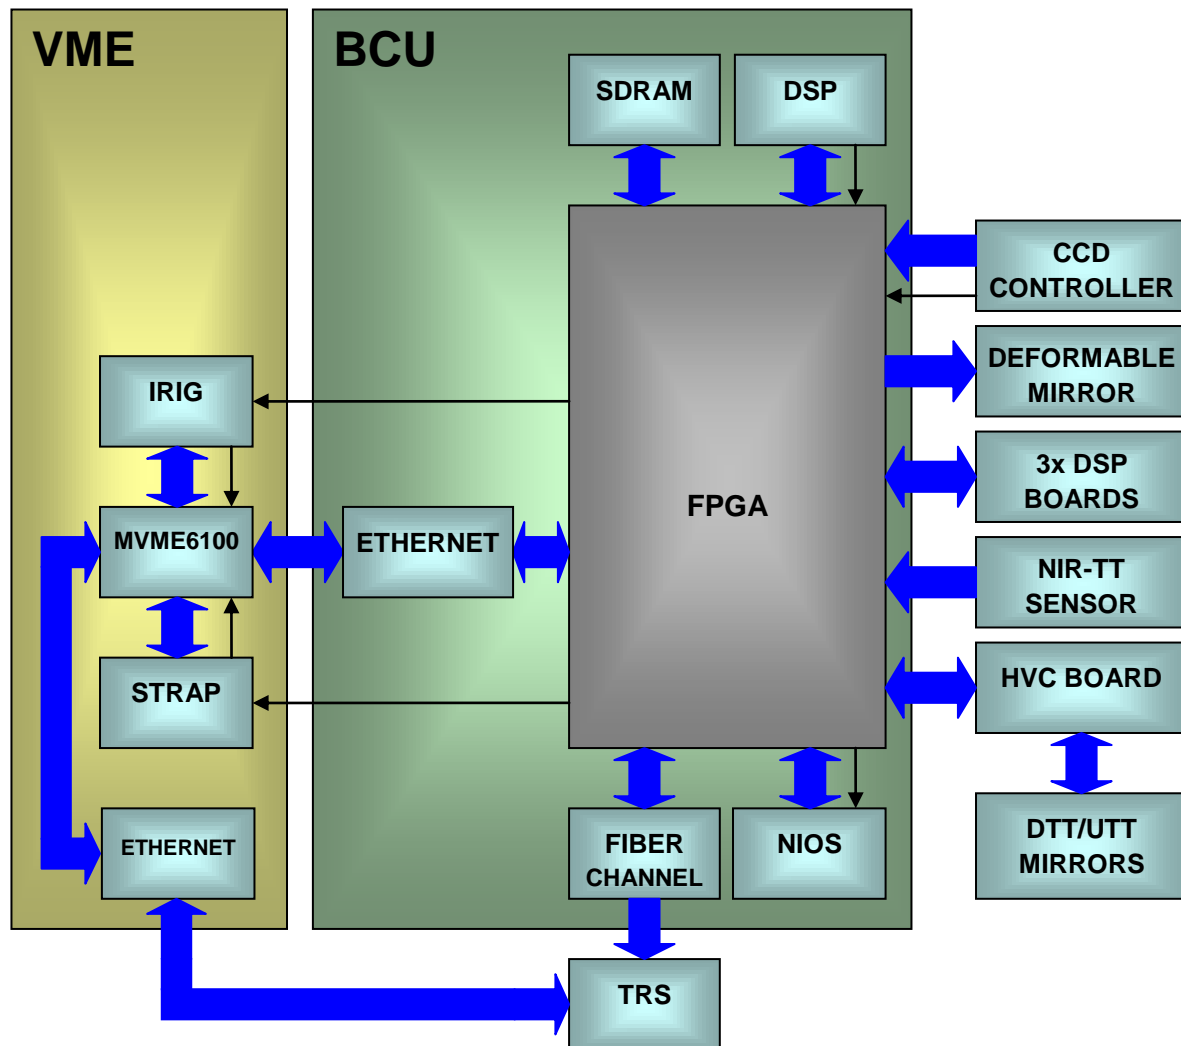 VME
BCU
SDRAM
DSP
CCD
CONTROLLER
DEFORMABLE
MIRROR
IRIG
3x DSP
BOARDS
FPGA
MVME6100
ETHERNET
NIR-TT
SENSOR
STRAP
HVC BOARD
ETHERNET
FIBER
CHANNEL
NIOS
DTT/UTT
MIRRORS
TRS